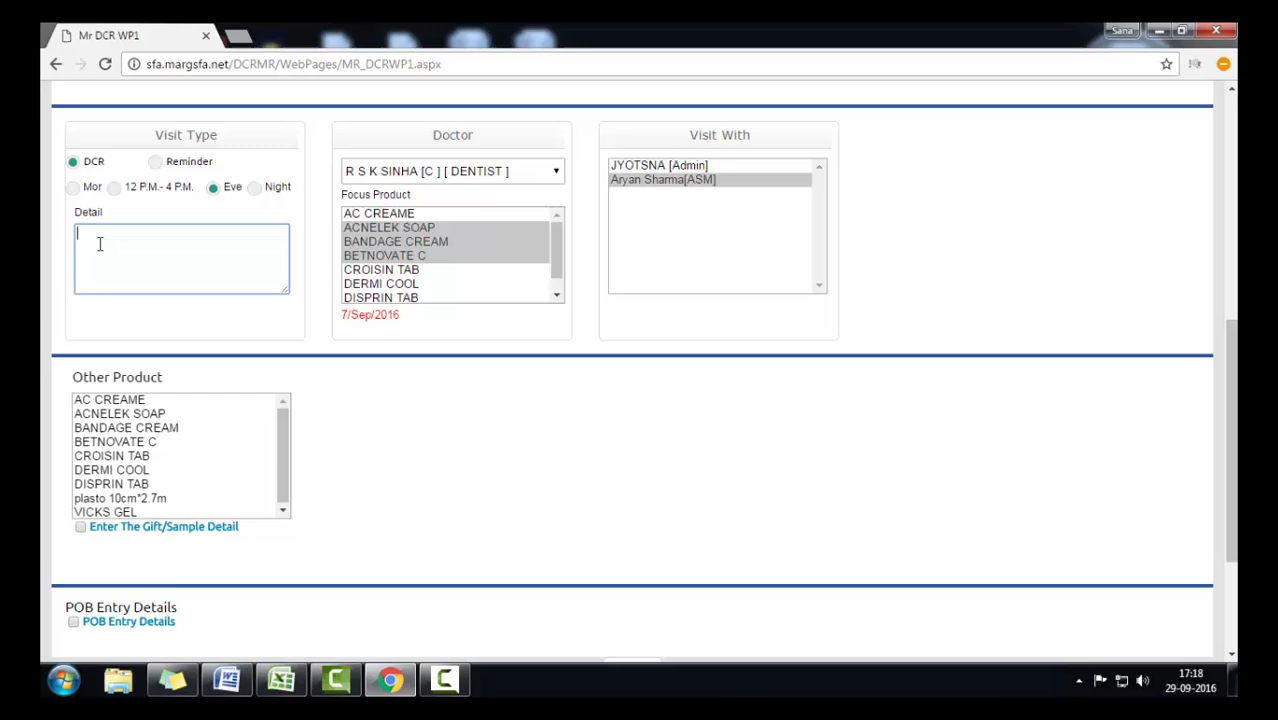 Mr DCR WP1
Sana
sfa.margsfa.net/DCRMR/WebPages/MR_DCRWP1.aspx
Visit Type
DCR
Reminder
Mor
12 P.M.- 4 P.M.
Eve
Night
Detail
Doctor
R S K SINHA [C ] [ DENTIST ]
Focus Product
AC CREAME
ACNELEK SOAP
BANDAGE CREAM
BETNOVATE C
CROISIN TAB
DERMI COOL
DISPRIN TAB
7/Sep/2016
Visit With
JYOTSNA [Admin]
Aryan Sharma[ASM]
Other Product
AC CREAME
ACNELEK SOAP
BANDAGE CREAM
BETNOVATE C
CROISIN TAB
DERMI COOL
DISPRIN TAB
plasto 10cm*2.7m
VICKS GEL
Enter The Gift/Sample Detail
POB Entry Details
POB Entry Details
17:18
29-09-2016